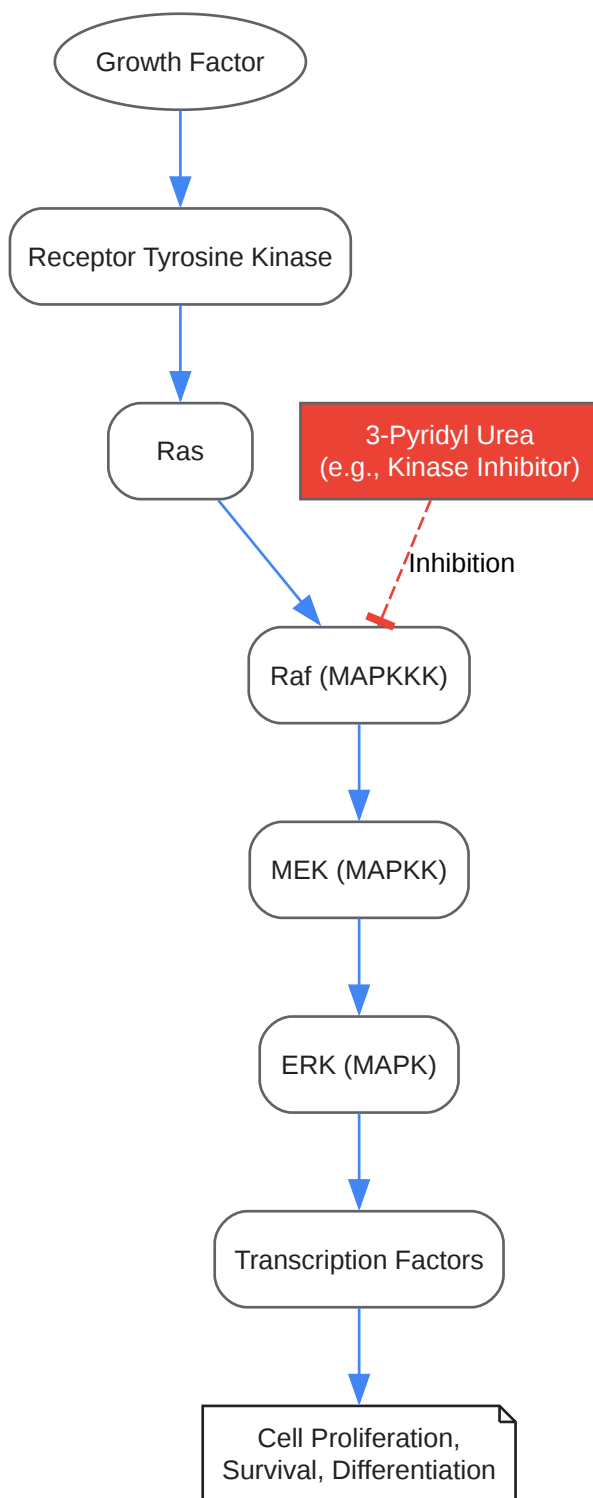 Growth Factor
Receptor Tyrosine Kinase
Ras
3-Pyridyl Urea
(e.g., Kinase Inhibitor)
Inhibition
Raf (MAPKKK)
MEK (MAPKK)
ERK (MAPK)
Transcription Factors
Cell Proliferation,
Survival, Differentiation